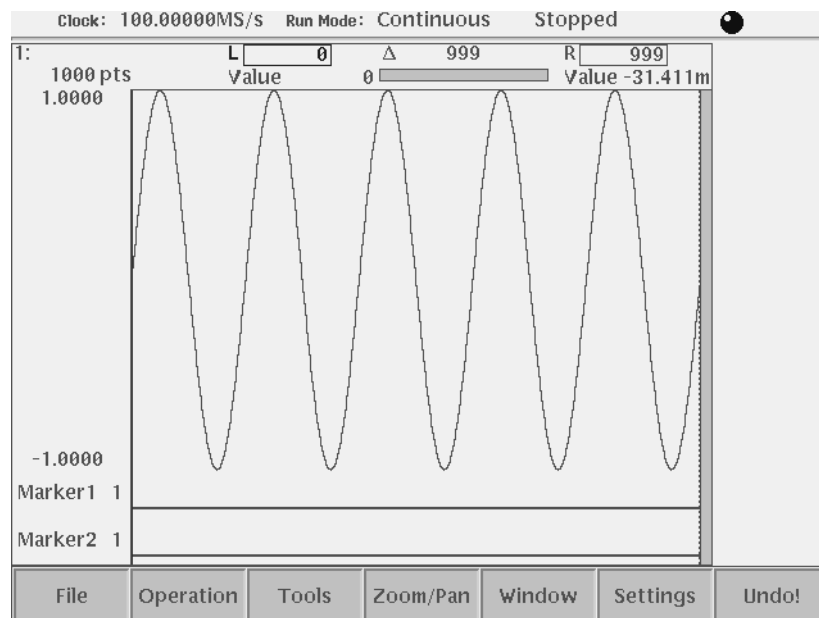 Clock: 100.00000MS/s Run Mode: Continuous Stopped
1: L 0 Δ 999 R 999
1000 pts Value 0 Value -31.411m
1.0000
-1.0000
Marker1 1
Marker2 1
File Operation Tools Zoom/Pan Window Settings Undo!